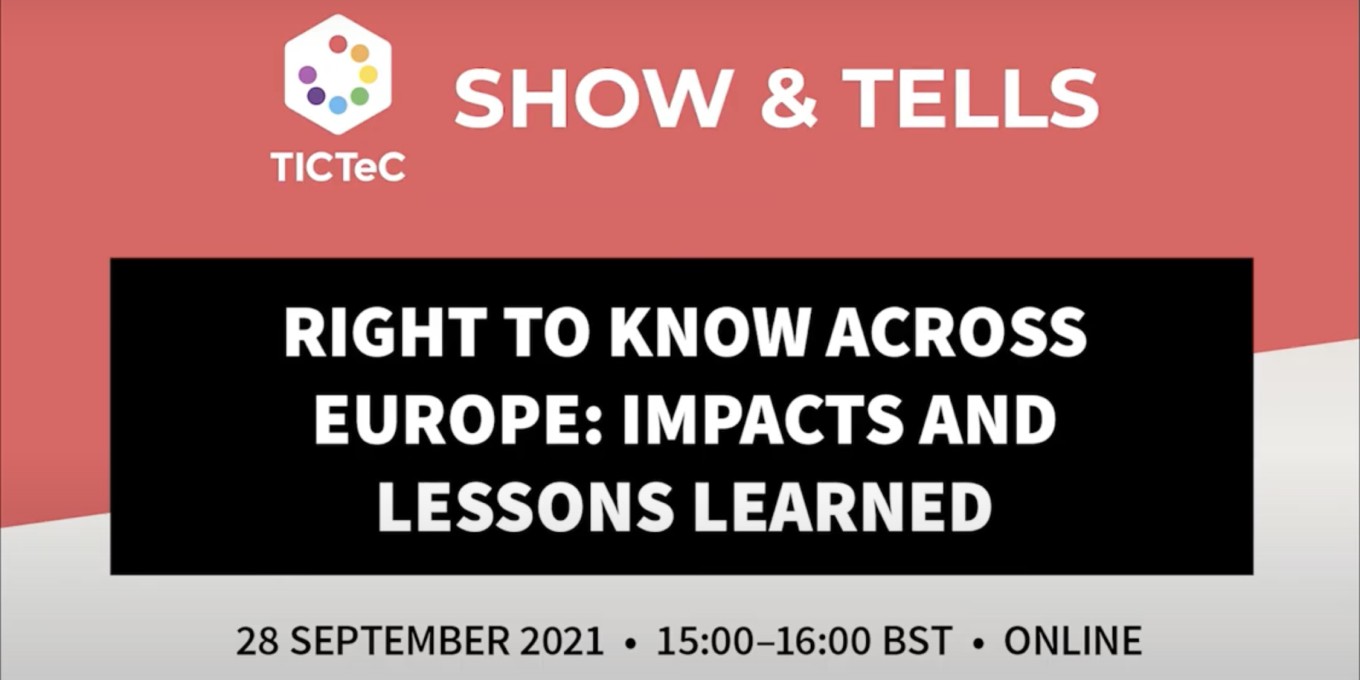 SHOW & TELLS
TICTeC
RIGHT TO KNOW ACROSS
EUROPE: IMPACTS AND
LESSONS LEARNED
28 SEPTEMBER 2021 • 15:00–16:00 BST • ONLINE